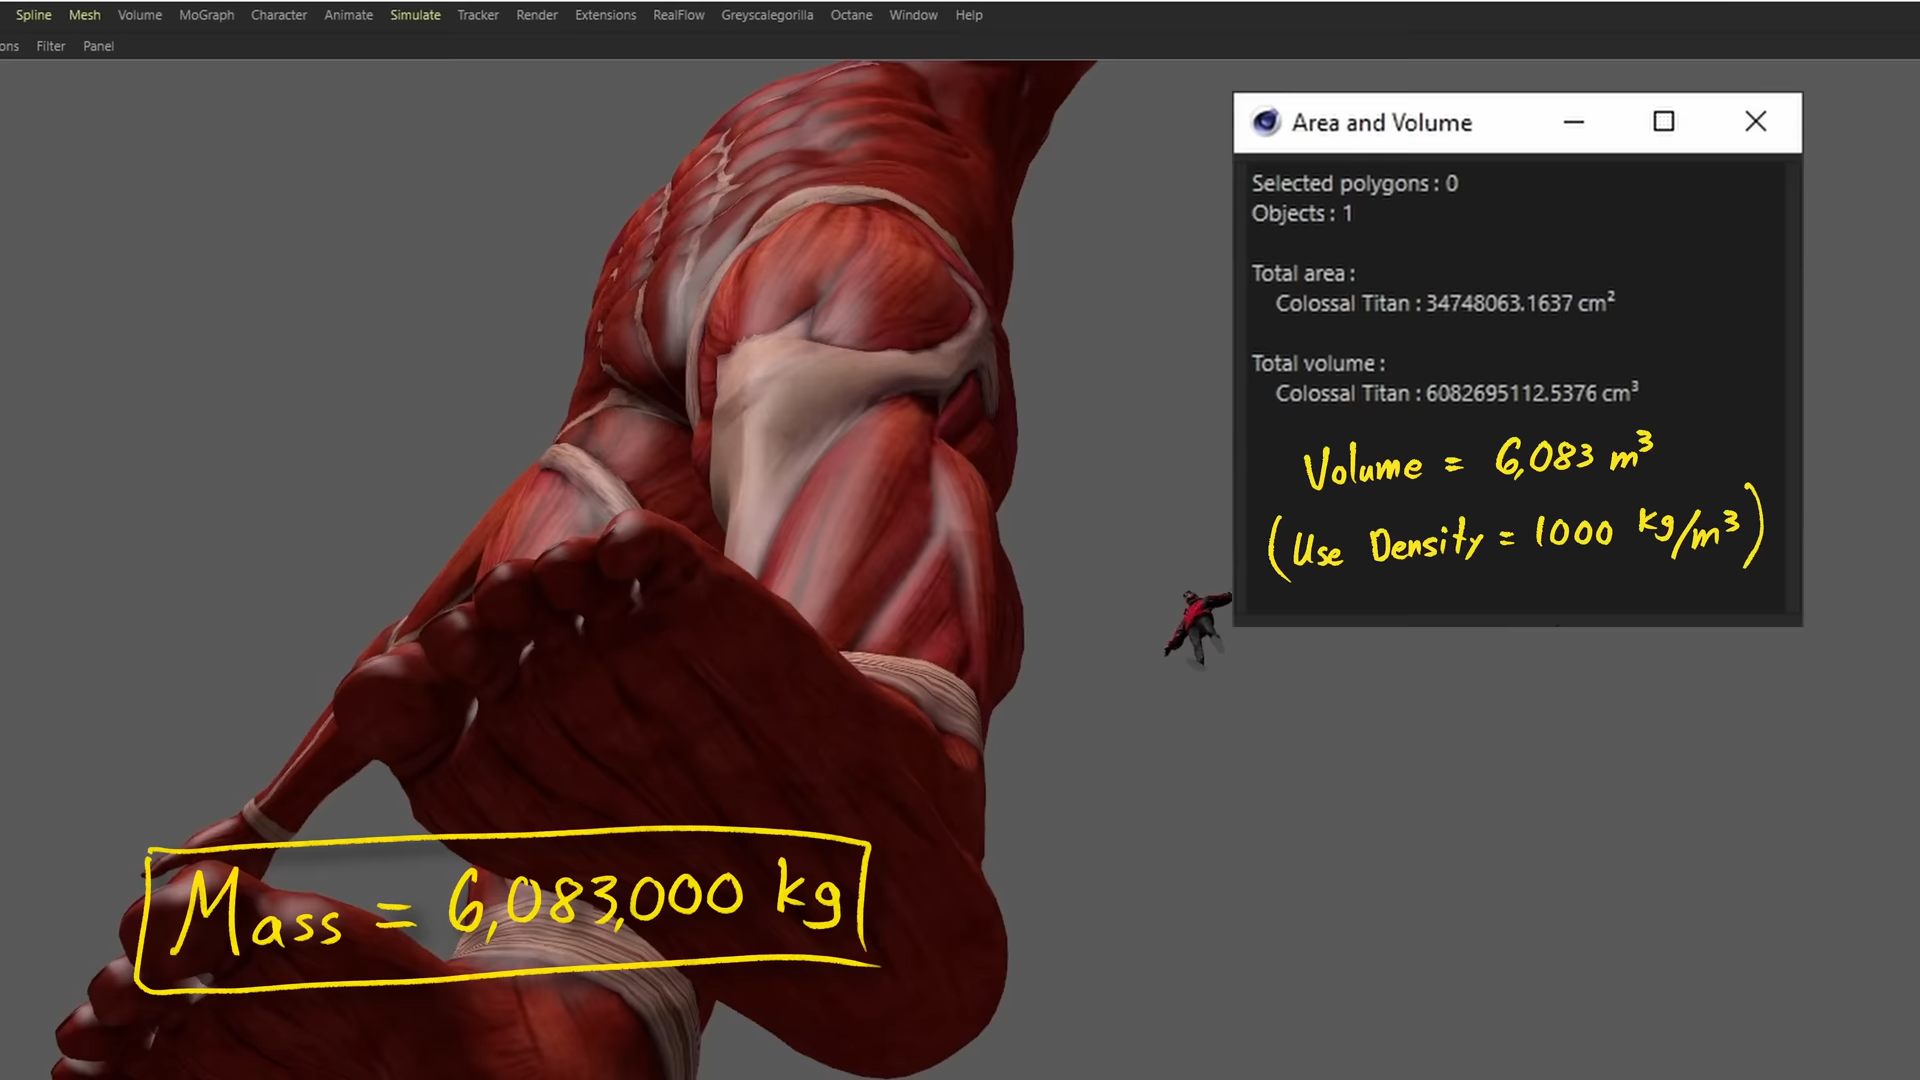 Spline Mesh Volume MoGraph Character Animate Simulate Tracker Render Extensions RealFlow Greyscalegorilla Octane Window Help
ons Filter Panel
Area and Volume
Selected polygons : 0
Objects : 1
Total area :
Colossal Titan : 34748063.1637 cm²
Total volume :
Colossal Titan : 6082695112.5376 cm³
Volume = 6,083 m³
(Use Density = 1000 kg/m³)
Mass = 6,083,000 kg